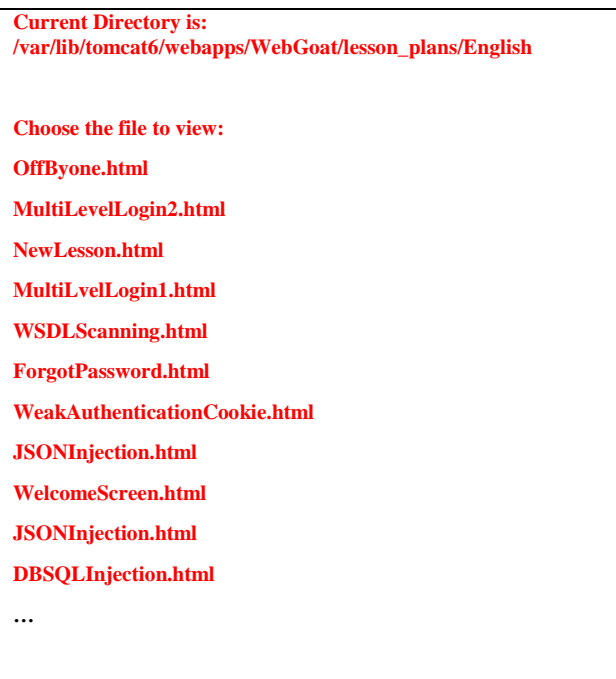 Current Directory is:
/var/lib/tomcat6/webapps/WebGoat/lesson_plans/English
Choose the file to view:
OffByone.html
MultiLevelLogin2.html
NewLesson.html
MultiLvelLogin1.html
WSDLScanning.html
ForgotPassword.html
WeakAuthenticationCookie.html
JSONInjection.html
WelcomeScreen.html
JSONInjection.html
DBSQLInjection.html
…